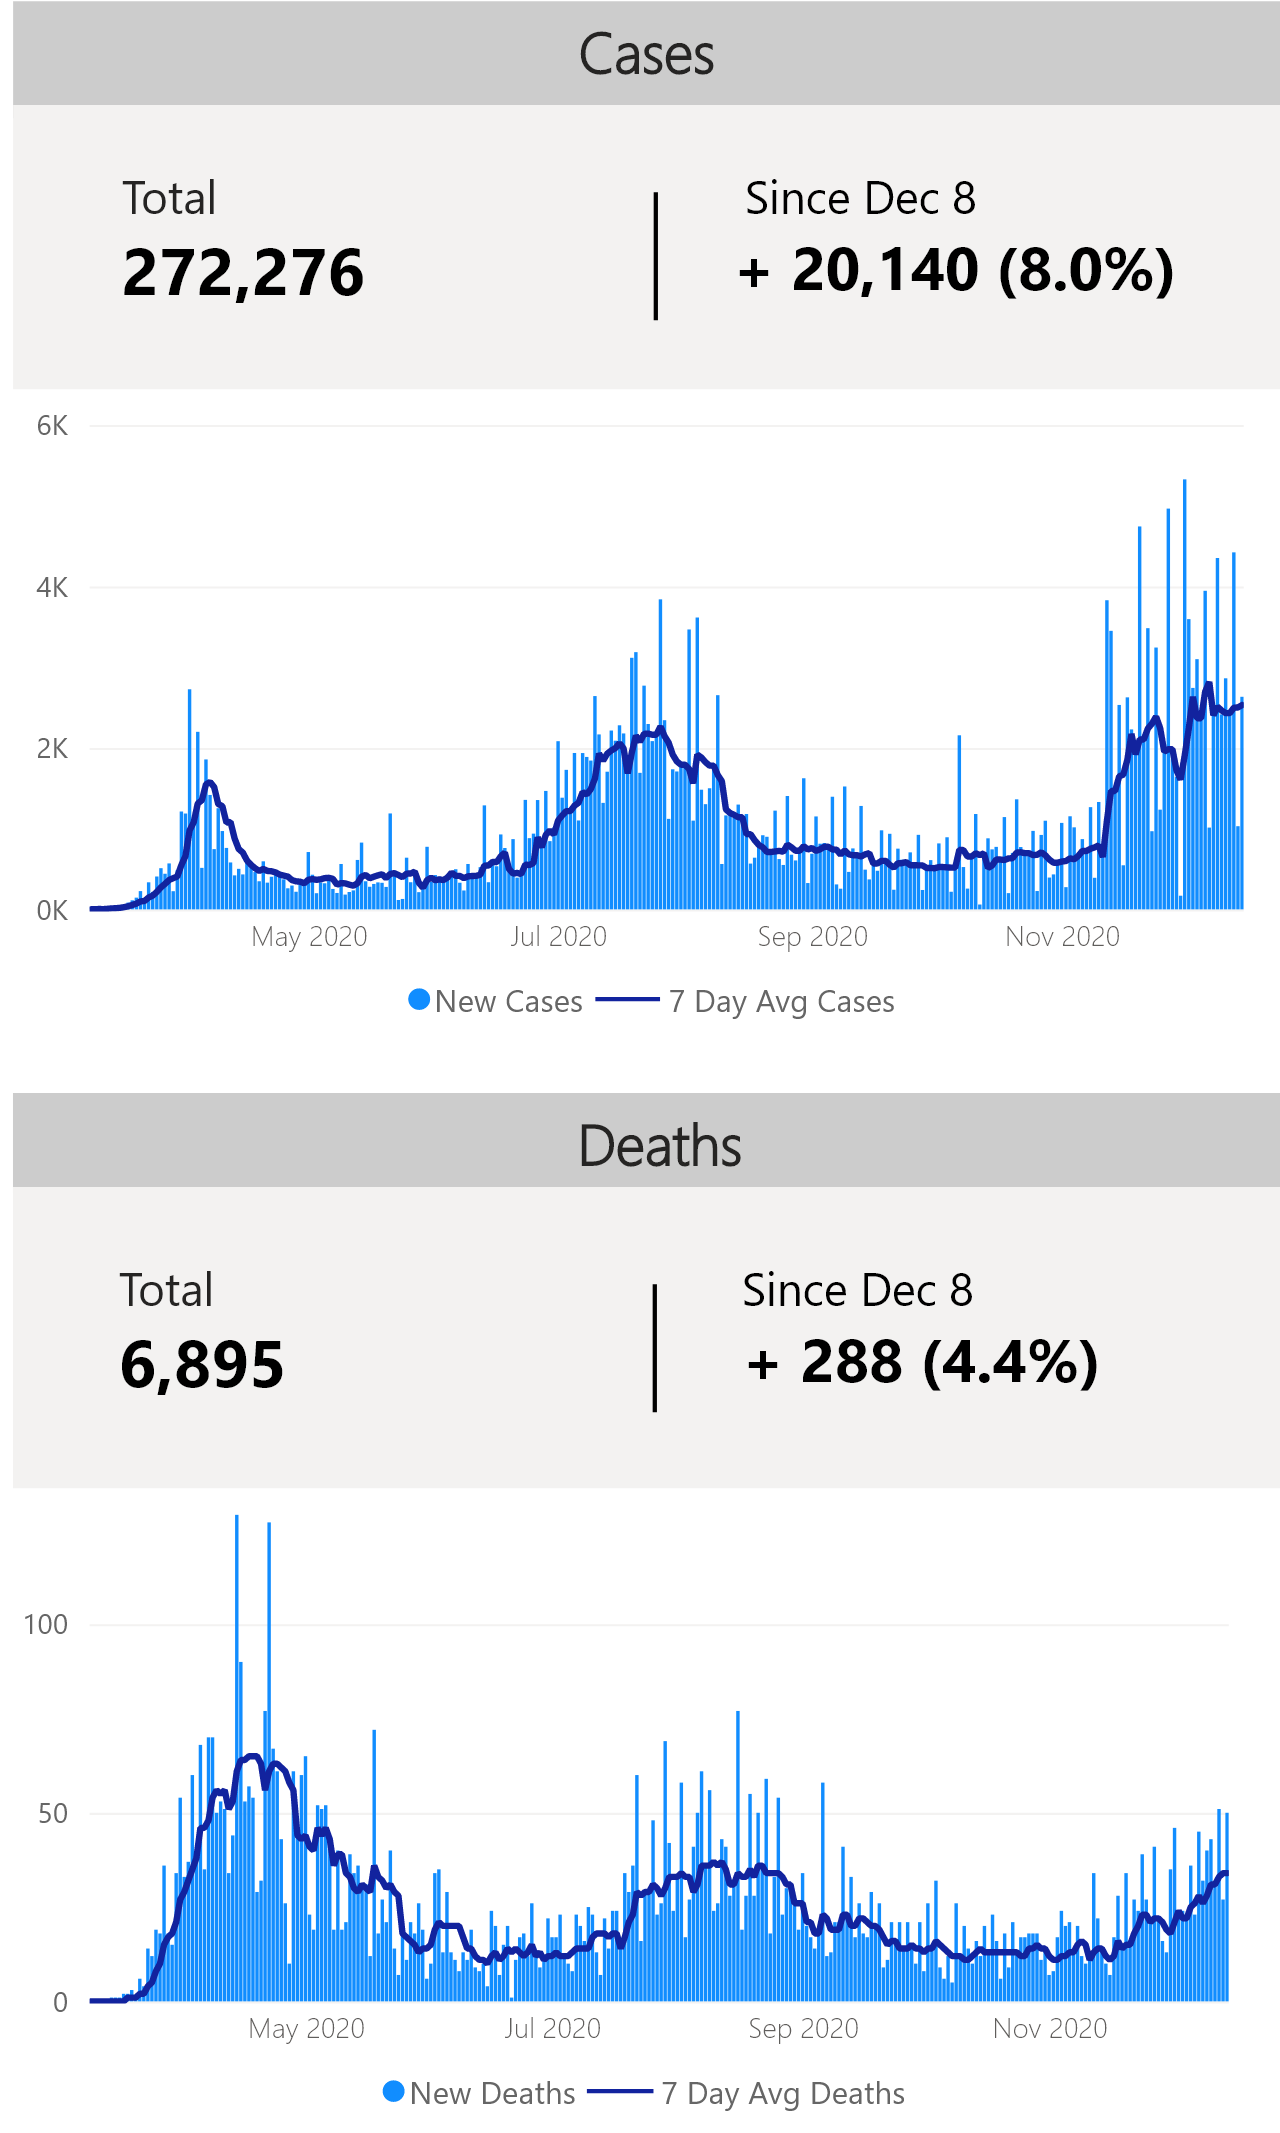 Cases
Total
Since Dec 8
272,276
+ 20,140 (8.0%)
6K
4K
2K
0K
May 2020
Jul 2020
Sep 2020
Nov 2020
New Cases
7 Day Avg Cases
Deaths
Total
Since Dec 8
6,895
+ 288 (4.4%)
100
50
0
May 2020
Jul 2020
Sep 2020
Nov 2020
New Deaths
7 Day Avg Deaths